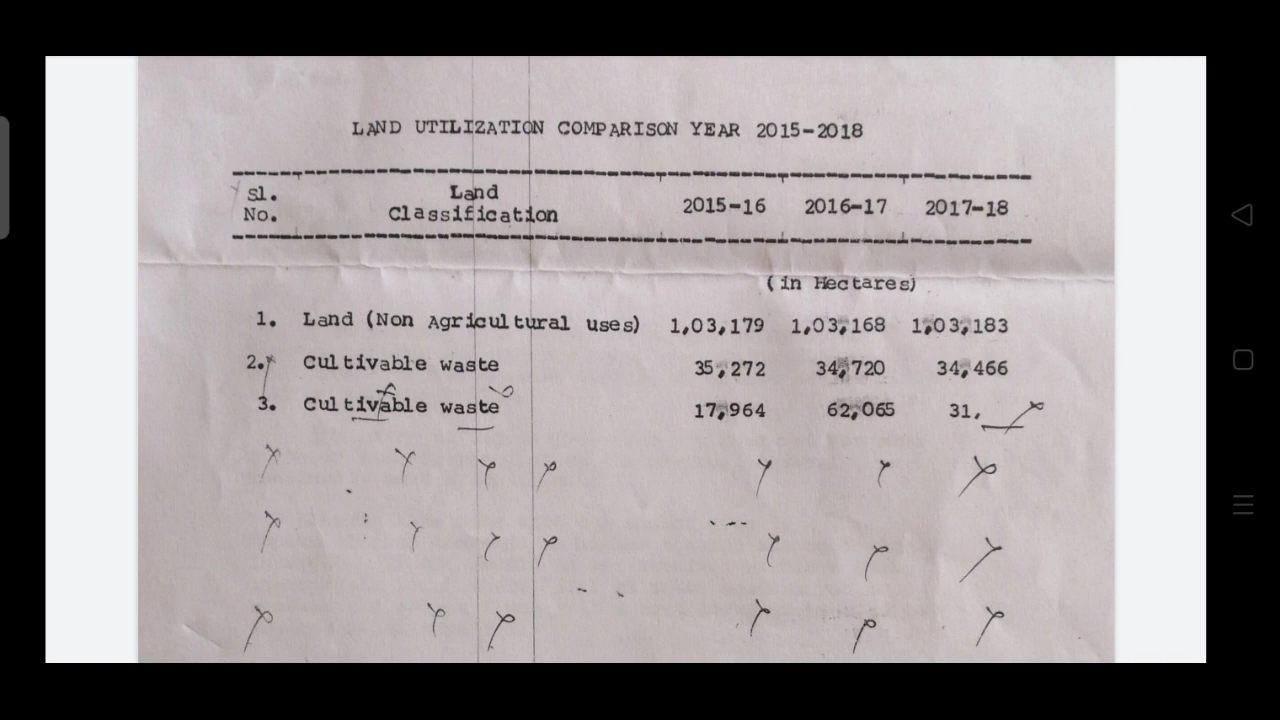 LAND UTILIZATION COMPARISON YEAR 2015-2018
Sl. No. Land Classification 2015-16 2016-17 2017-18
(in Hectares)
1. Land (Non Agricultural uses) 1,03,179 1,03,168 1,03,183
2. Cultivable waste 35,272 34,720 34,466
3. Cultivable waste 17,964 62,065 31,